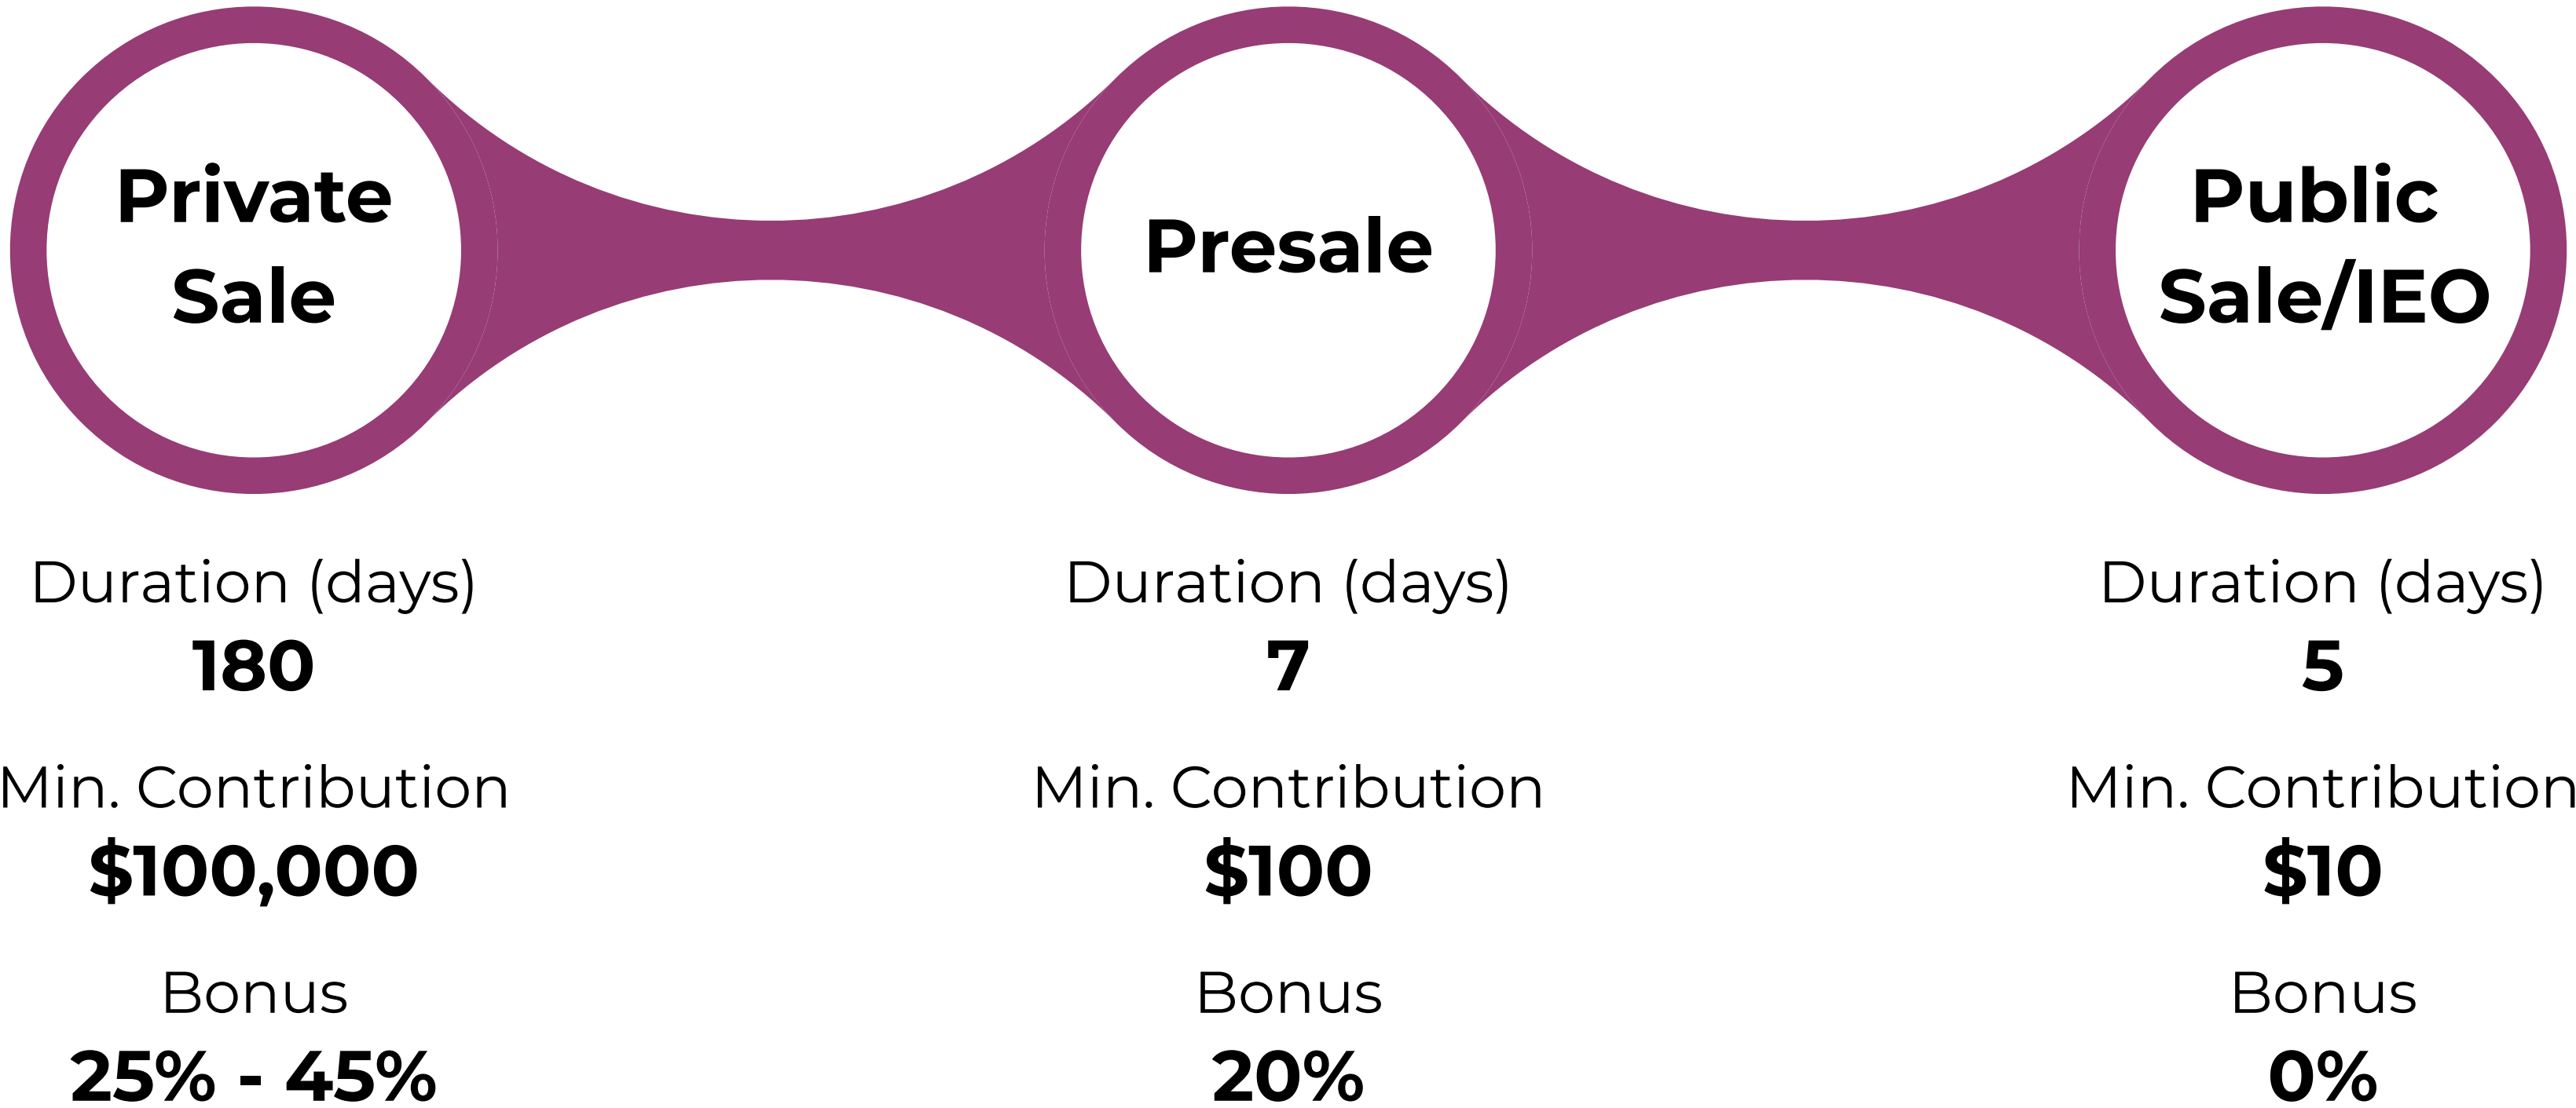 Private
Sale
Presale
Public
Sale/IEO
Duration (days)
180
Min. Contribution
$100,000
Bonus
25% - 45%
Duration (days)
7
Min. Contribution
$100
Bonus
20%
Duration (days)
5
Min. Contribution
$10
Bonus
0%